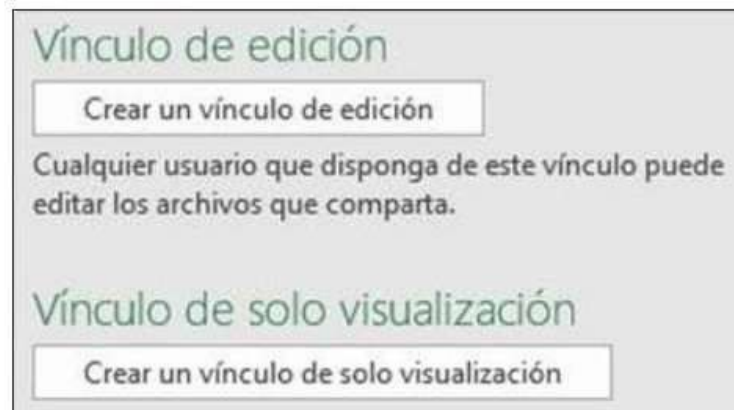 Vínculo de edición
Crear un vínculo de edición
Cualquier usuario que disponga de este vínculo puede
editar los archivos que comparta.
Vínculo de solo visualización
Crear un vínculo de solo visualización